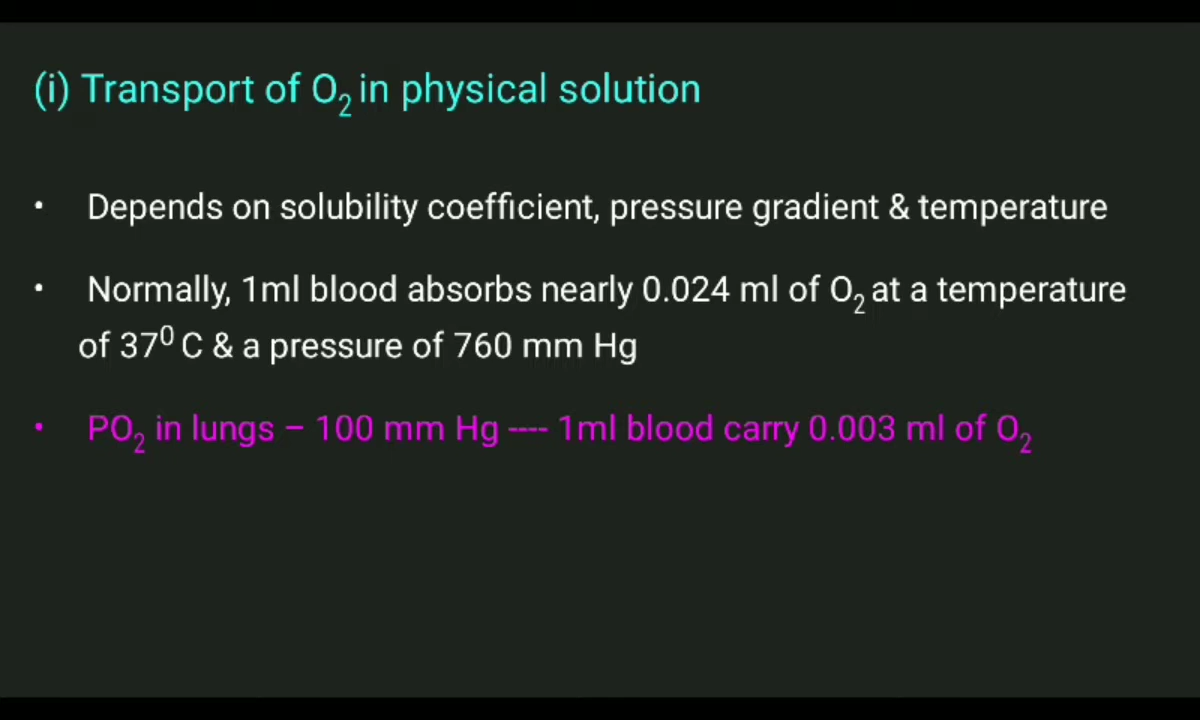 (i) Transport of O₂ in physical solution
• Depends on solubility coefficient, pressure gradient & temperature
• Normally, 1ml blood absorbs nearly 0.024 ml of O₂ at a temperature
of 37⁰ C & a pressure of 760 mm Hg
• PO₂ in lungs – 100 mm Hg ---- 1ml blood carry 0.003 ml of O₂